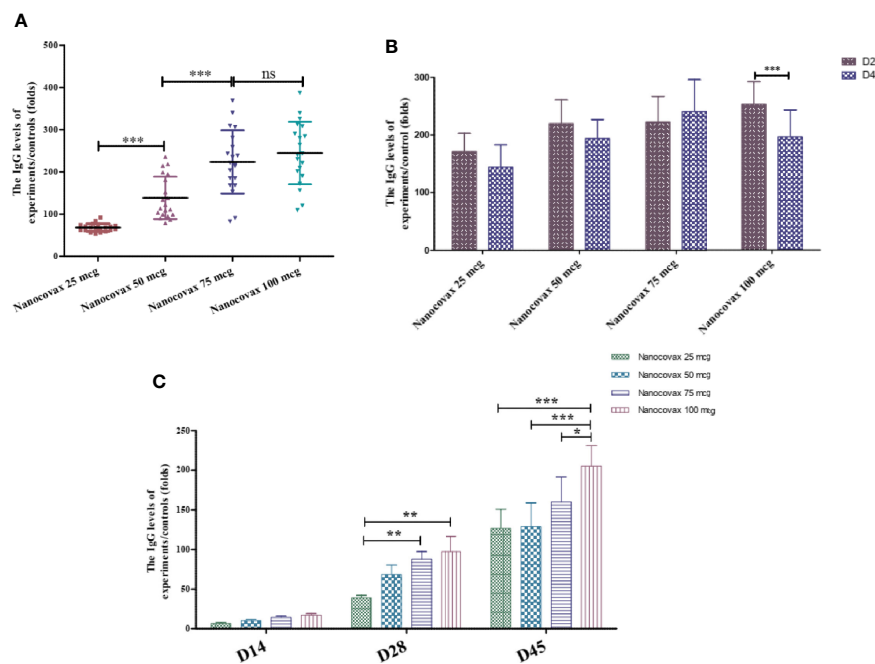 A
The IgG levels of
experiments/controls (folds)
500
400
300
200
100
0
***
***
ns
Nanocovax 25 mcg
Nanocovax 50 mcg
Nanocovax 75 mcg
Nanocovax 100 mcg
B
The IgG levels of
experiments/control (folds)
300
200
100
0
***
D2
D4
Nanocovax 25 mcg
Nanocovax 50 mcg
Nanocovax 75 mcg
Nanocovax 100 mcg
C
Nanocovax 25 mcg
Nanocovax 50 mcg
Nanocovax 75 mcg
Nanocovax 100 mcg
The IgG levels of
experiments/controls (folds)
250
200
150
100
50
0
**
**
***
***
*
D14
D28
D45